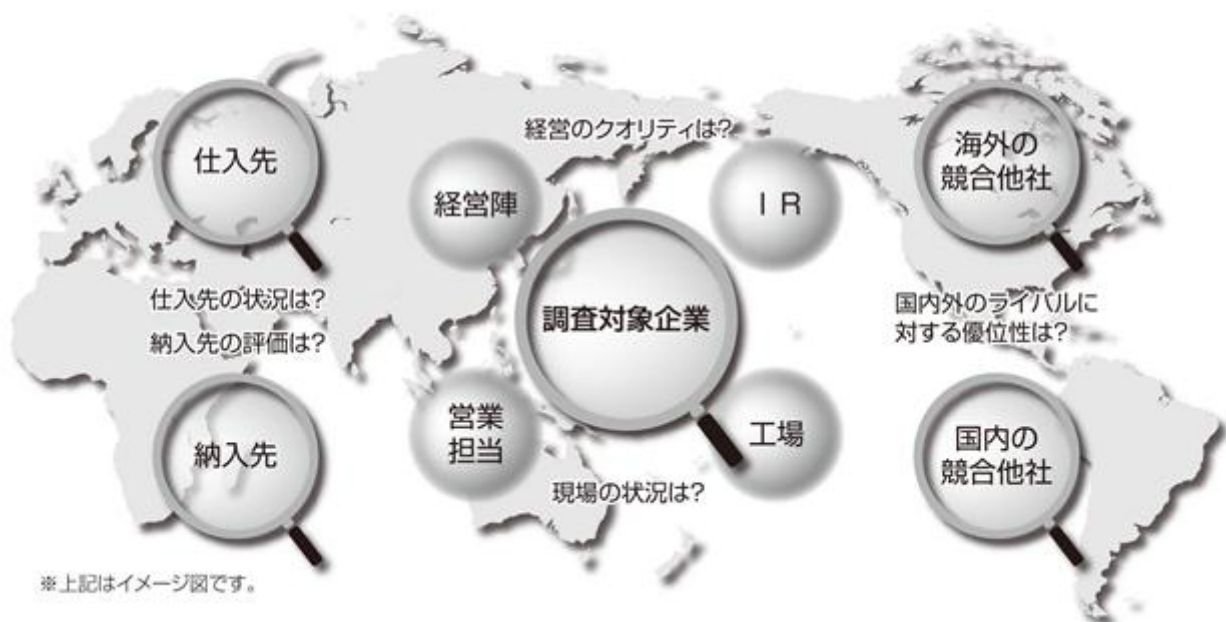 仕入先
仕入先の状況は?
納入先の評価は?
納入先
経営のクオリティは?
経営陣
ＩＲ
調査対象企業
営業
担当
工場
現場の状況は?
海外の
競合他社
国内外のライバルに
対する優位性は?
国内の
競合他社
※上記はイメージ図です。